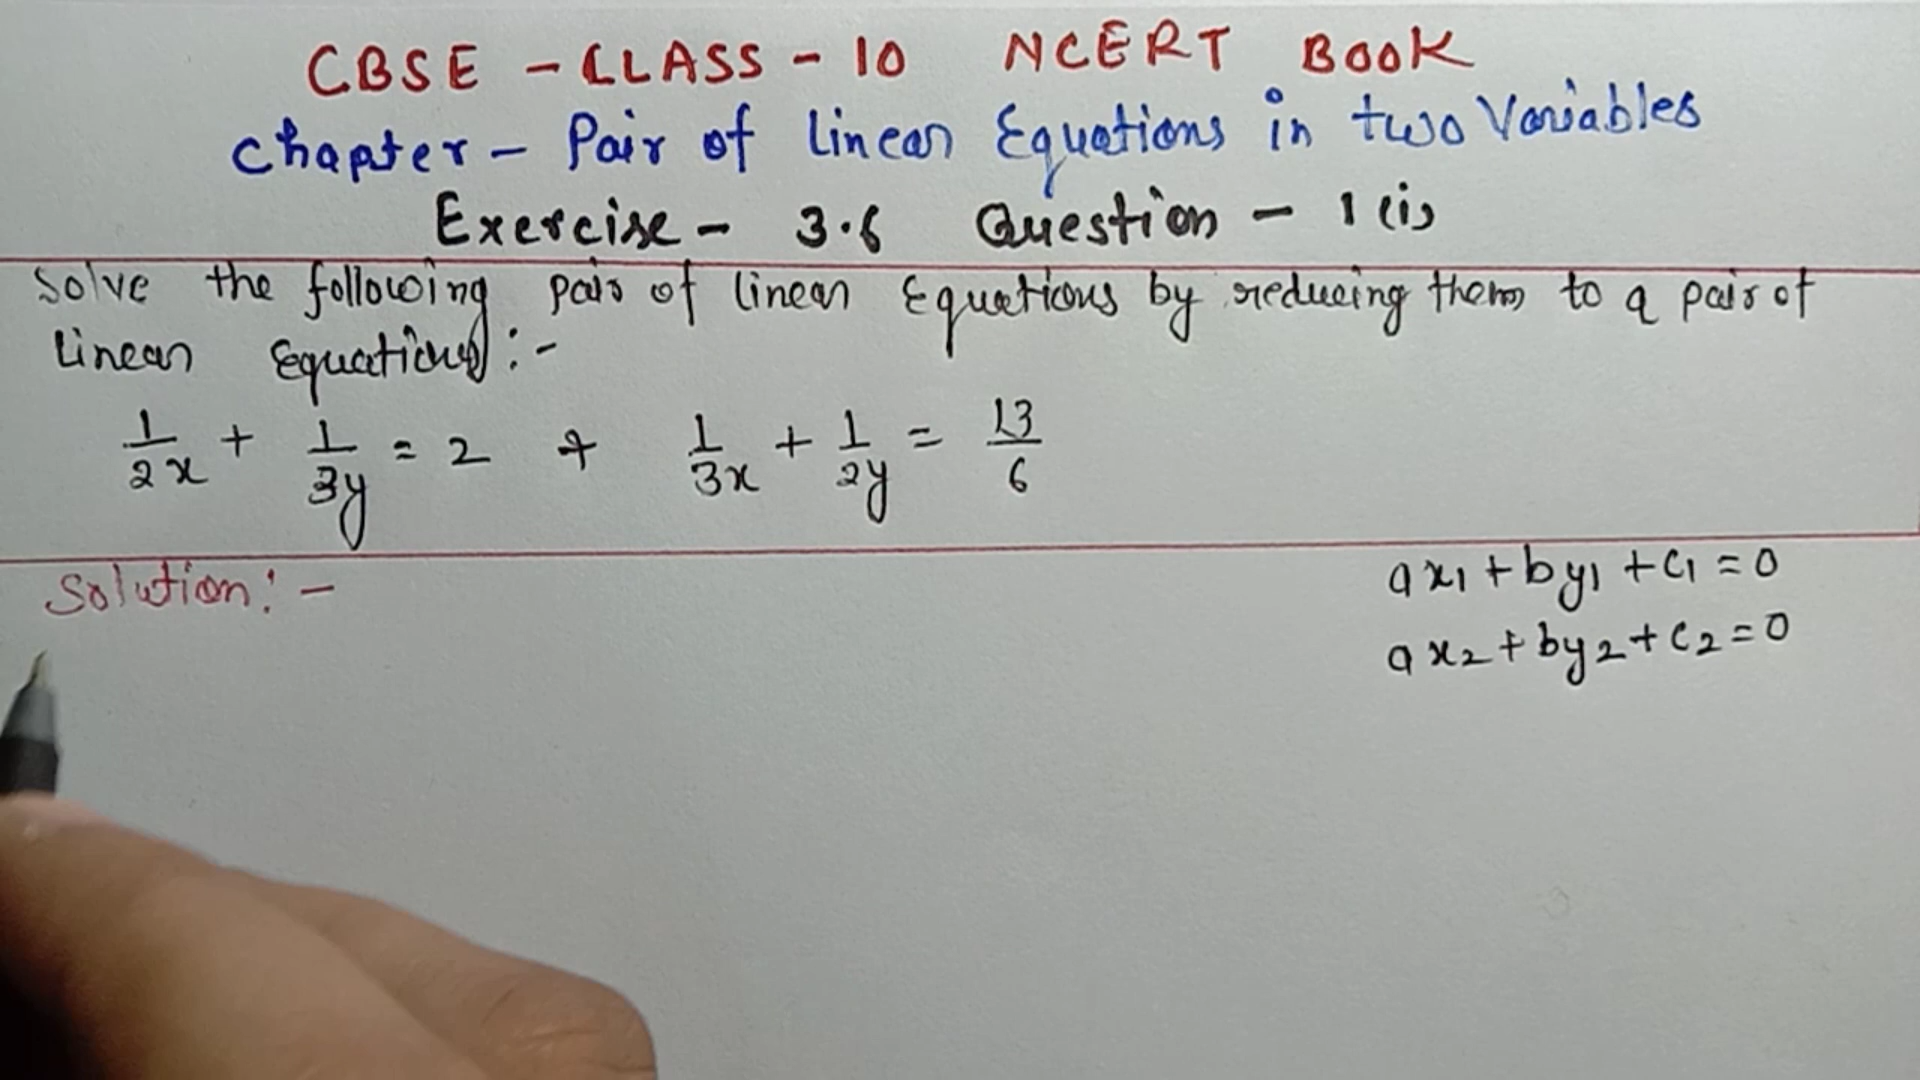 CBSE - CLASS - 10 NCERT BOOK
Chapter - Pair of Linear Equations in two Variables
Exercise - 3.6 Question - 1 (i)
Solve the following pair of linear Equations by reducing them to a pair of
Linear Equations :-
1/2x + 1/3y = 2 & 1/3x + 1/2y = 13/6
Solution :-
ax₁ + by₁ + c₁ = 0
ax₂ + by₂ + c₂ = 0